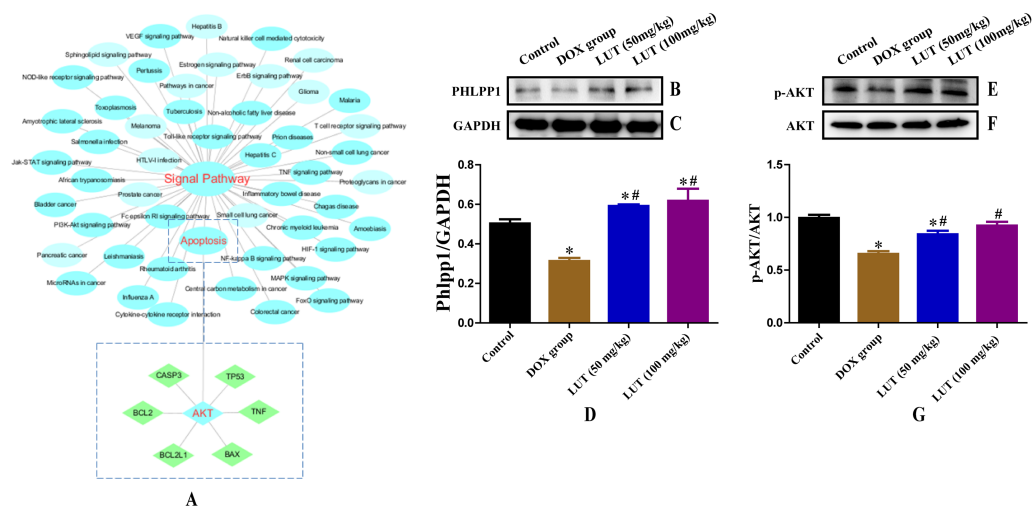 Hepatitis B
VEGF signaling pathway
Natural killer cell mediated cytotoxicity
Sphingolipid signaling pathway
Estrogen signaling pathway
Renal cell carcinoma
NOD-like receptor signaling pathway
Pertussis
ErbB signaling pathway
Pathways in cancer
Glioma
Toxoplasmosis
Tuberculosis
Non-alcoholic fatty liver disease
Malaria
Amyotrophic lateral sclerosis
Melanoma
T cell receptor signaling pathway
Toll-like receptor signaling pathway
Prion diseases
Salmonella infection
Hepatitis C
Non-small cell lung cancer
Jak-STAT signaling pathway
HTLV-I infection
TNF signaling pathway
African trypanosomiasis
Signal Pathway
Proteoglycans in cancer
Prostate cancer
Inflammatory bowel disease
Bladder cancer
Chagas disease
Fc epsilon RI signaling pathway
Small cell lung cancer
PI3K-Akt signaling pathway
Chronic myeloid leukemia
Amoebiasis
Apoptosis
HIF-1 signaling pathway
Pancreatic cancer
Leishmaniasis
NF-kappa B signaling pathway
Rheumatoid arthritis
MAPK signaling pathway
MicroRNAs in cancer
Central carbon metabolism in cancer
Influenza A
FoxO signaling pathway
Cytokine-cytokine receptor interaction
Colorectal cancer
CASP3
TP53
BCL2
AKT
TNF
BCL2L1
BAX
A
Control
DOX group
LUT (50mg/kg)
LUT (100mg/kg)
PHLPP1
B
GAPDH
C
Phlpp1/GAPDH
0.8
0.6
0.4
0.2
0.0
*
*#
*#
Control
DOX group
LUT (50 mg/kg)
LUT (100 mg/kg)
D
Control
DOX group
LUT (50mg/kg)
LUT (100mg/kg)
p-AKT
E
AKT
F
p-AKT/AKT
1.5
1.0
0.5
0.0
*
*#
#
Control
DOX group
LUT (50 mg/kg)
LUT (100 mg/kg)
G